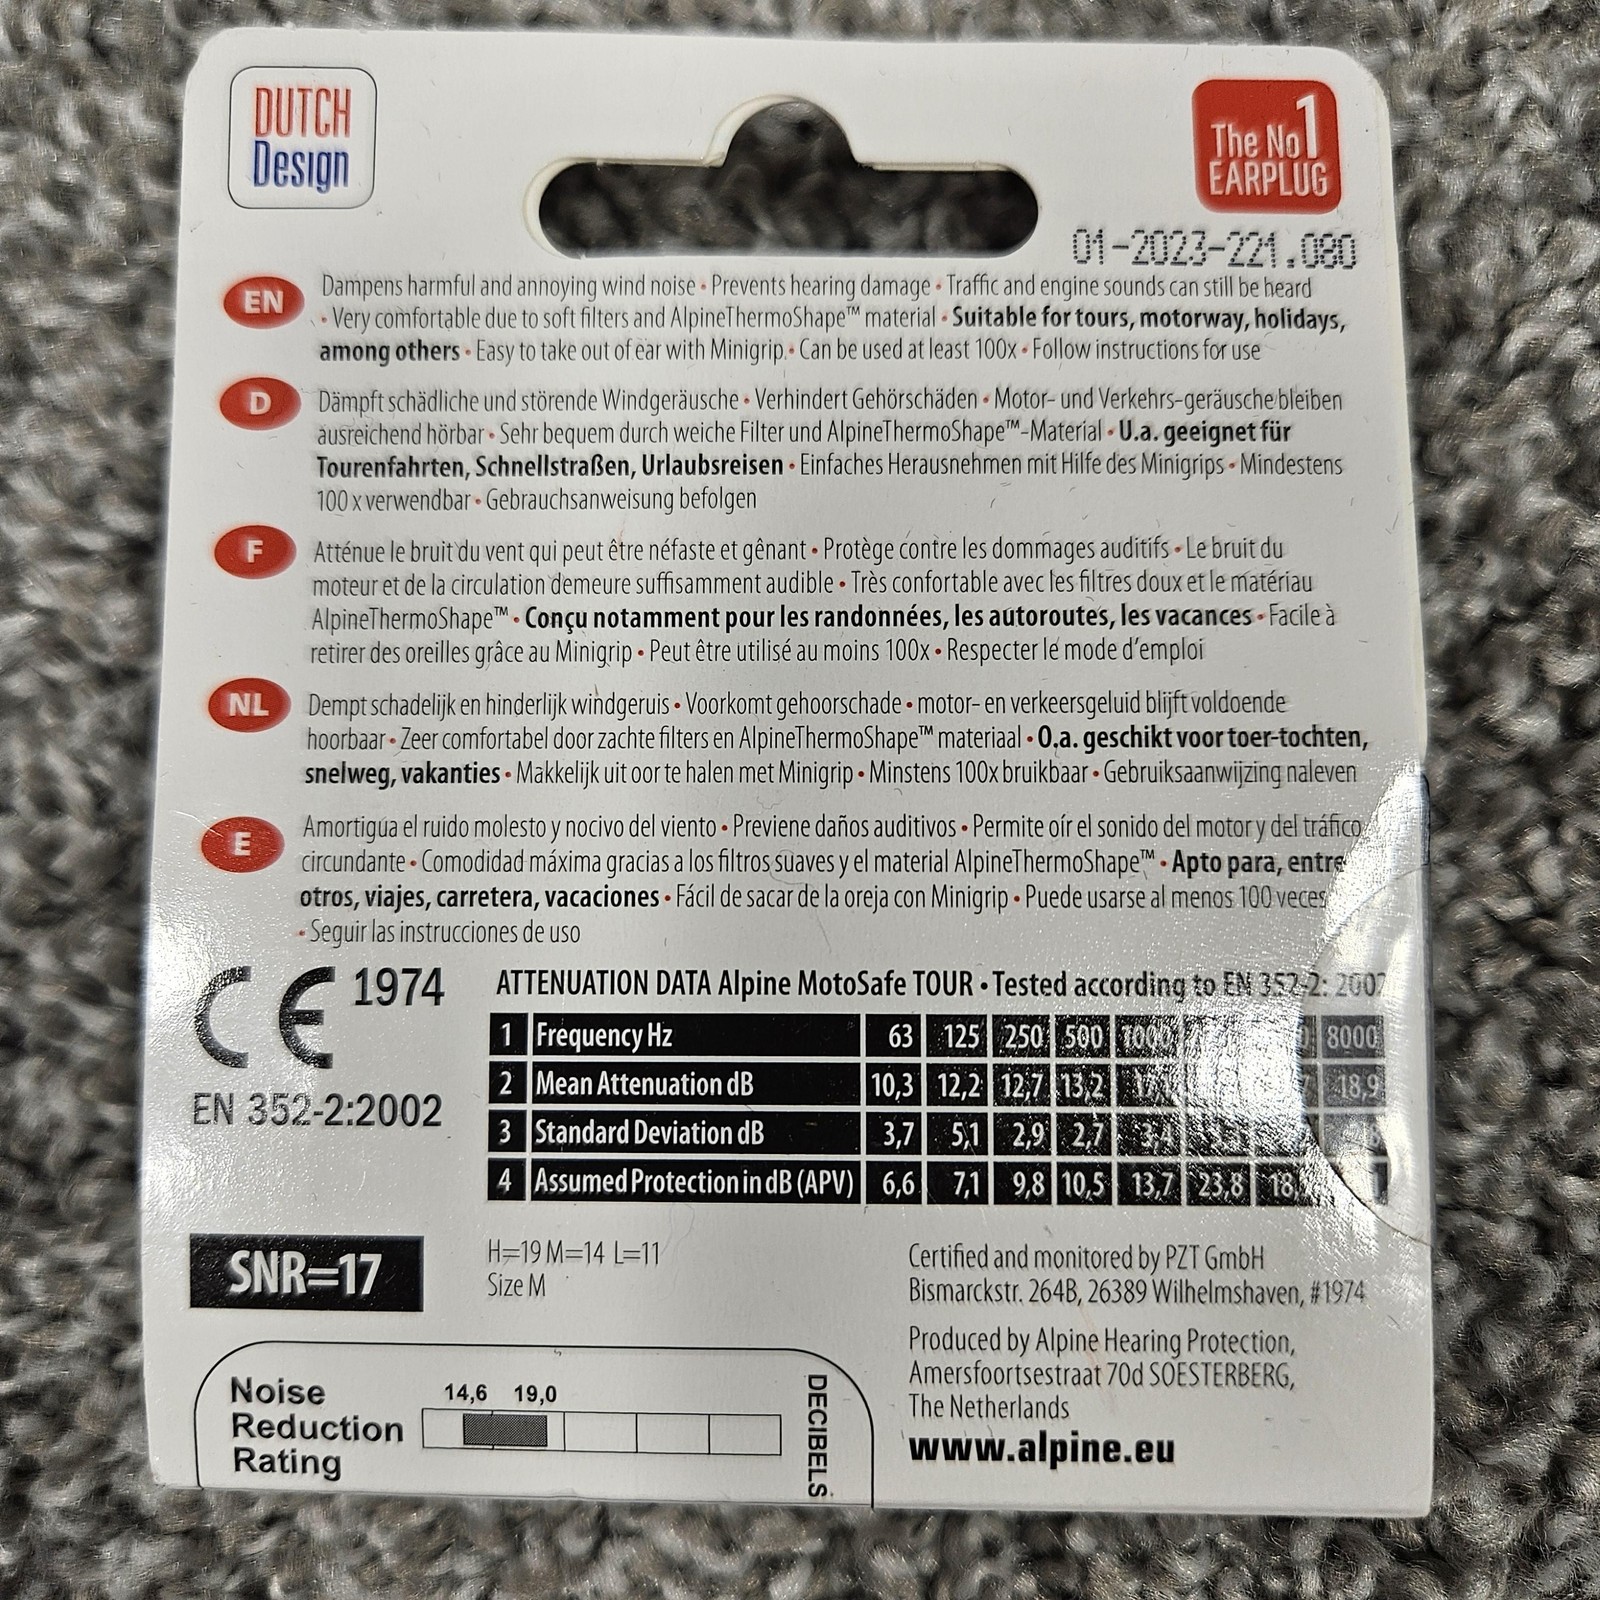 DUTCH
Design
The No 1
EARPLUG
01-2023-221.080
EN
Dampens harmful and annoying wind noise • Prevents hearing damage • Traffic and engine sounds can still be heard
• Very comfortable due to soft filters and AlpineThermoShape™ material • Suitable for tours, motorway, holidays,
among others • Easy to take out of ear with Minigrip • Can be used at least 100x • Follow instructions for use
D
Dämpft schädliche und störende Windgeräusche • Verhindert Gehörschäden • Motor- und Verkehrs-geräusche bleiben
ausreichend hörbar • Sehr bequem durch weiche Filter und AlpineThermoShape™-Material • U.a. geeignet für
Tourenfahrten, Schnellstraßen, Urlaubsreisen • Einfaches Herausnehmen mit Hilfe des Minigrips • Mindestens
100 x verwendbar • Gebrauchsanweisung befolgen
F
Atténue le bruit du vent qui peut être néfaste et gênant • Protège contre les dommages auditifs • Le bruit du
moteur et de la circulation demeure suffisamment audible • Très confortable avec les filtres doux et le matériau
AlpineThermoShape™ • Conçu notamment pour les randonnées, les autoroutes, les vacances • Facile à
retirer des oreilles grâce au Minigrip • Peut être utilisé au moins 100x • Respecter le mode d'emploi
NL
Dempt schadelijk en hinderlijk windgeruis • Voorkomt gehoorschade • motor- en verkeersgeluid blijft voldoende
hoorbaar • Zeer comfortabel door zachte filters en AlpineThermoShape™ materiaal • O.a. geschikt voor toer-tochten,
snelweg, vakanties • Makkelijk uit oor te halen met Minigrip • Minstens 100x bruikbaar • Gebruiksaanwijzing naleven
E
Amortigua el ruido molesto y nocivo del viento • Previene daños auditivos • Permite oír el sonido del motor y del tráfico
circundante • Comodidad máxima gracias a los filtros suaves y el material AlpineThermoShape™ • Apto para, entre
otros, viajes, carretera, vacaciones • Fácil de sacar de la oreja con Minigrip • Puede usarse al menos 100 veces
• Seguir las instrucciones de uso
CE 1974
EN 352-2:2002
ATTENUATION DATA Alpine MotoSafe TOUR • Tested according to EN 352-2: 2002
1 Frequency Hz 63 125 250 500 1000 8000
2 Mean Attenuation dB 10,3 12,2 12,7 13,2 18,9
3 Standard Deviation dB 3,7 5,1 2,9 2,7 3,4
4 Assumed Protection in dB (APV) 6,6 7,1 9,8 10,5 13,7 23,8
SNR=17
H=19 M=14 L=11
Size M
Certified and monitored by PZT GmbH
Bismarckstr. 264B, 26389 Wilhelmshaven, #1974
Produced by Alpine Hearing Protection,
Amersfoortsestraat 70d SOESTERBERG,
The Netherlands
www.alpine.eu
Noise
Reduction
Rating
14,6 19,0
DECIBELS